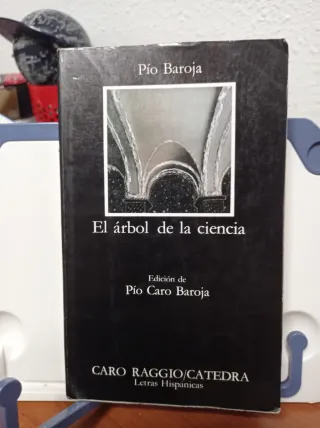 Pío Baroja
El árbol de la ciencia
Edición de
Pío Caro Baroja
CARO RAGGIO/CATEDRA
Letras Hispánicas